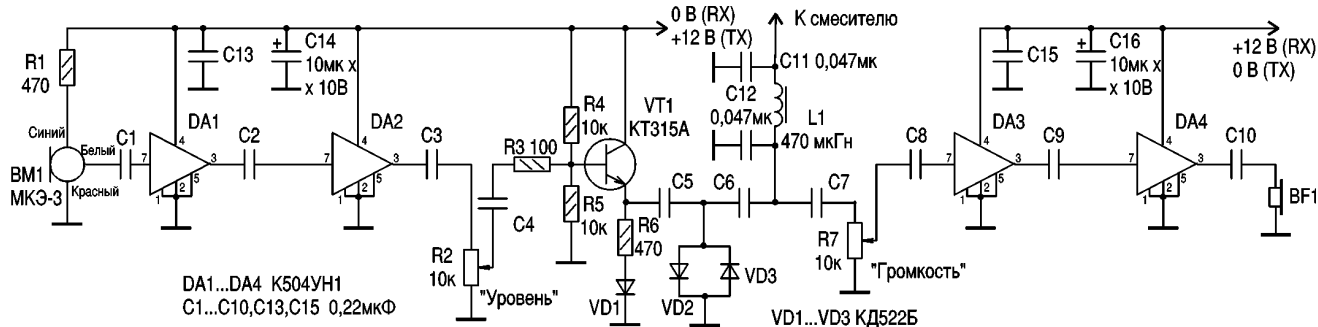 0 В (RX)
+12 В (TX)
К смесителю
+12 В (RX)
0 В (TX)
R1
470
C13
C14
10мк х
х 10В
R4
10к
VT1
КТ315А
C11 0,047мк
C12
0,047мк
L1
470 мкГн
C15
C16
10мк х
х 10В
Синий
Белый
Красный
BM1
МКЭ-3
C1
DA1
7
4
3
1
2
5
C2
DA2
7
4
3
1
2
5
C3
R3 100
C4
R5
10к
R2
10к
"Уровень"
R6
470
VD1
C5
C6
C7
VD2
VD3
R7
10к
"Громкость"
C8
DA3
7
4
3
1
2
5
C9
DA4
7
4
3
1
2
5
C10
BF1
DA1...DA4 К504УН1
C1...C10,C13,C15 0,22мкФ
VD1...VD3 КД522Б